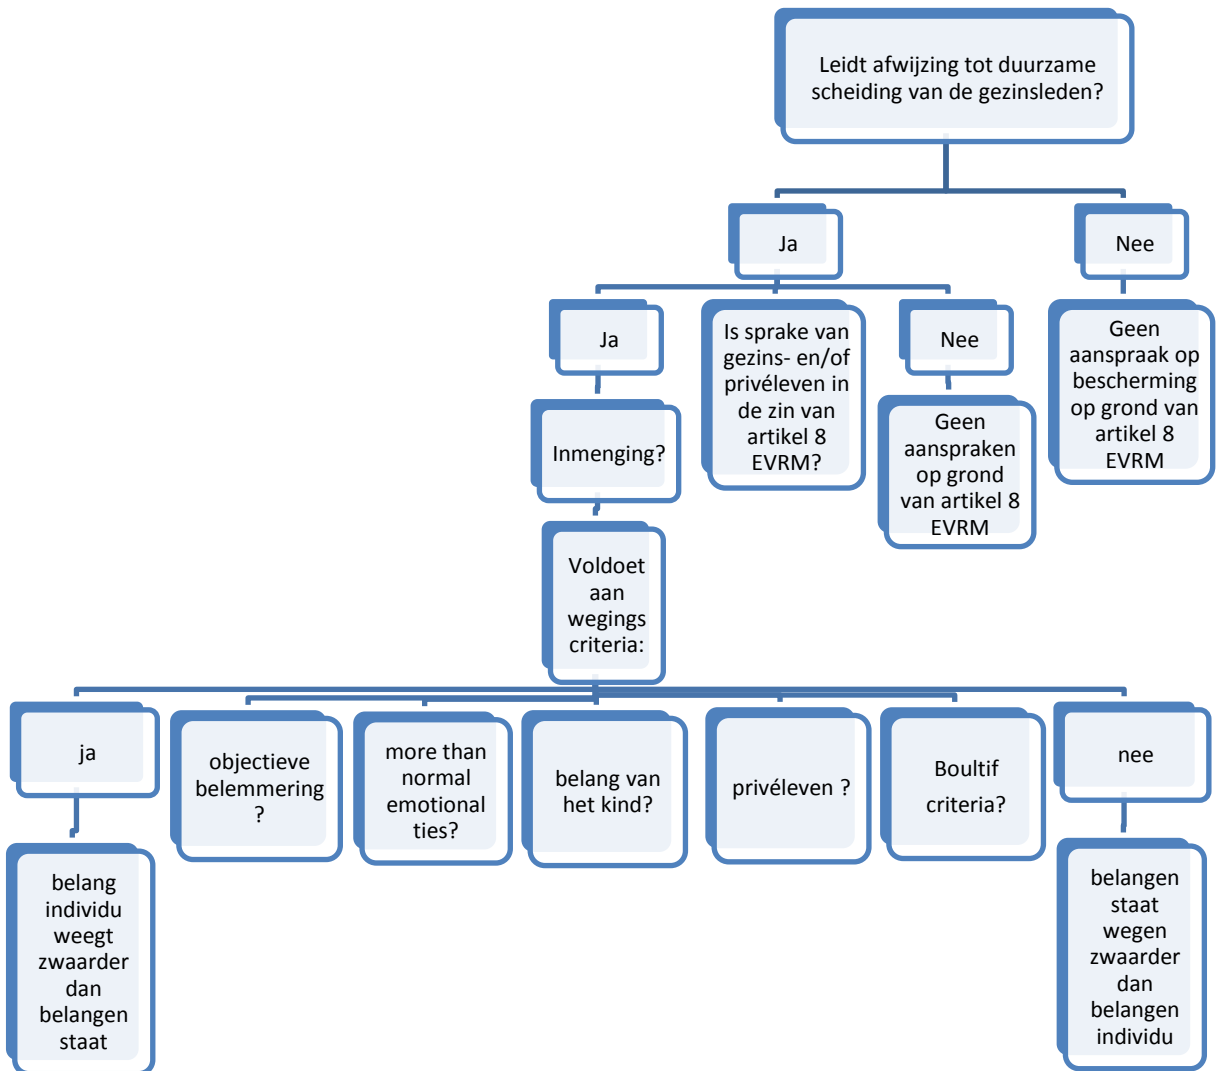 Leidt afwijzing tot duurzame
scheiding van de gezinsleden?
Ja
Nee
Ja
Is sprake van
gezins- en/of
privéleven in
de zin van
artikel 8
EVRM?
Nee
Geen
aanspraak op
bescherming
op grond van
artikel 8
EVRM
Inmenging?
Geen
aanspraken
op grond
van artikel 8
EVRM
Voldoet
aan
wegings
criteria:
ja
objectieve
belemmering
?
more than
normal
emotional
ties?
belang van
het kind?
privéleven ?
Boultif
criteria?
nee
belang
individu
weegt
zwaarder
dan
belangen
staat
belangen
staat
wegen
zwaarder
dan
belangen
individu